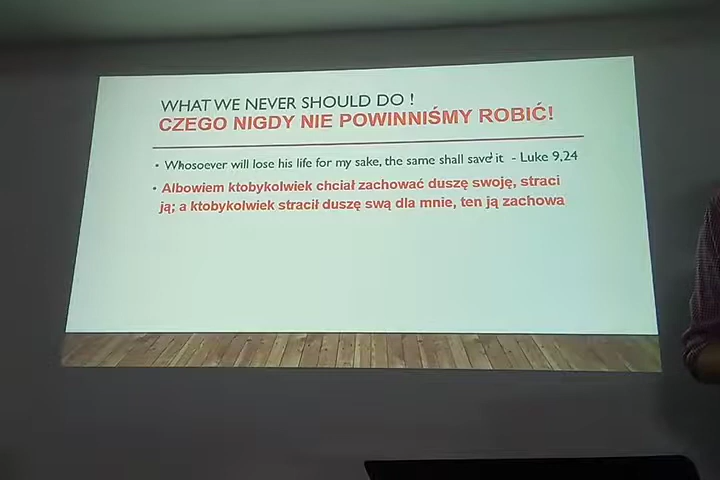 WHAT WE NEVER SHOULD DO !
CZEGO NIGDY NIE POWINNIŚMY ROBIĆ!
• Whosoever will lose his life for my sake, the same shall save it - Luke 9,24
• Albowiem ktobykolwiek chciał zachować duszę swoję, straci
ją; a ktobykolwiek stracił duszę swą dla mnie, ten ją zachowa